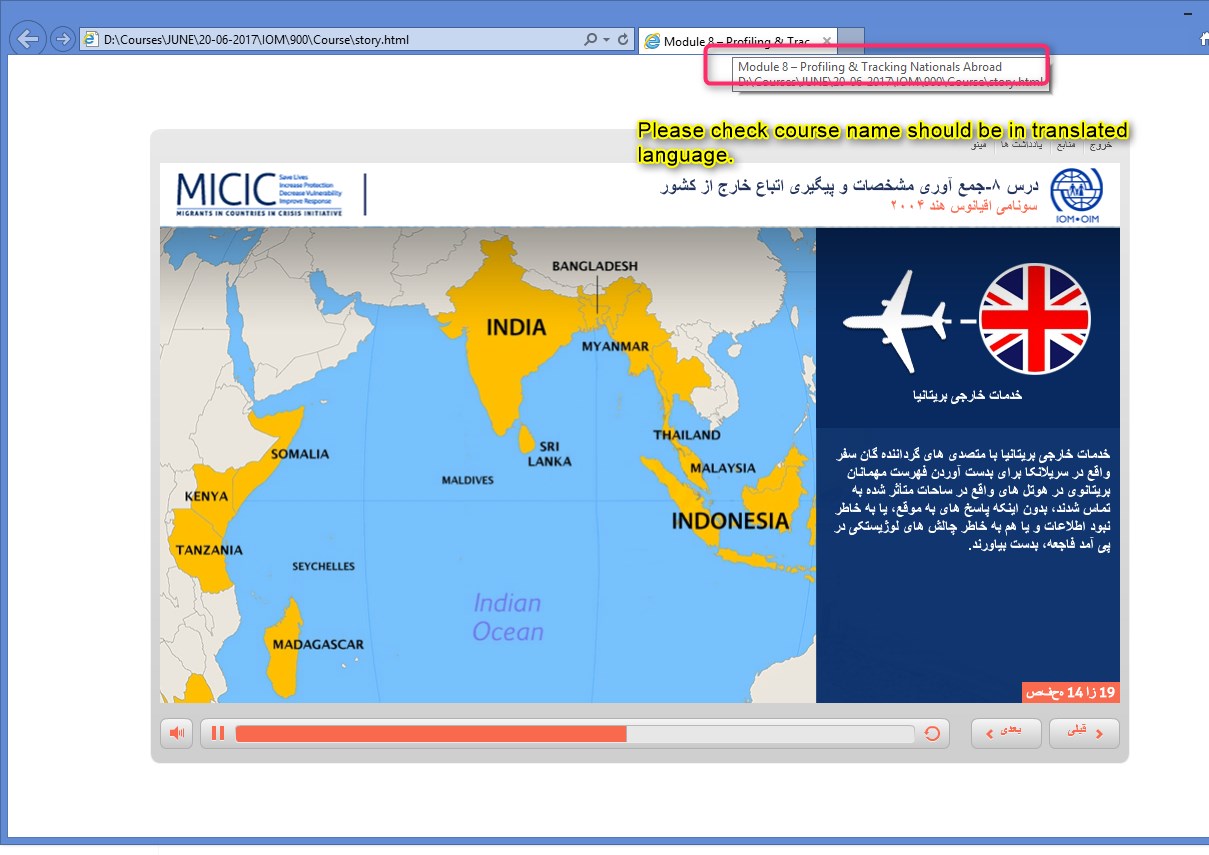 D:\Courses\JUNE\20-06-2017\IOM\900\Course\story.html
Module 8 – Profiling & Trac...
Module 8 – Profiling & Tracking Nationals Abroad
D:\Courses\JUNE\20-06-2017\IOM\900\Course\story.html
Please check course name should be in translated
language.
خروج منابع یادداشت ها مینو
MICIC
Save Lives
Increase Protection
Decrease Vulnerability
Improve Response
MIGRANTS IN COUNTRIES IN CRISIS INITIATIVE
درس ۸-جمع آوری مشخصات و پیگیری اتباع خارج از کشور
سونامی اقیانوس هند ۲۰۰۴
IOM•OIM
BANGLADESH
INDIA
MYANMAR
THAILAND
SRI
LANKA
SOMALIA
MALAYSIA
MALDIVES
KENYA
INDONESIA
TANZANIA
SEYCHELLES
Indian
Ocean
MADAGASCAR
خدمات خارجی بریتانیا
خدمات خارجی بریتانیا با متصدی های گرداننده گان سفر
واقع در سریلانکا برای بدست آوردن فهرست مهمانان
بریتانوی در هوتل های واقع در ساحات متأثر شده به
تماس شدند، بدون اینکه پاسخ های به موقع، یا به خاطر
نبود اطلاعات و یا هم به خاطر چالش های لوژیستکی در
پی آمد فاجعه، بدست بیاورند.
19 زا 14 هحفص
بعدی
قبلی